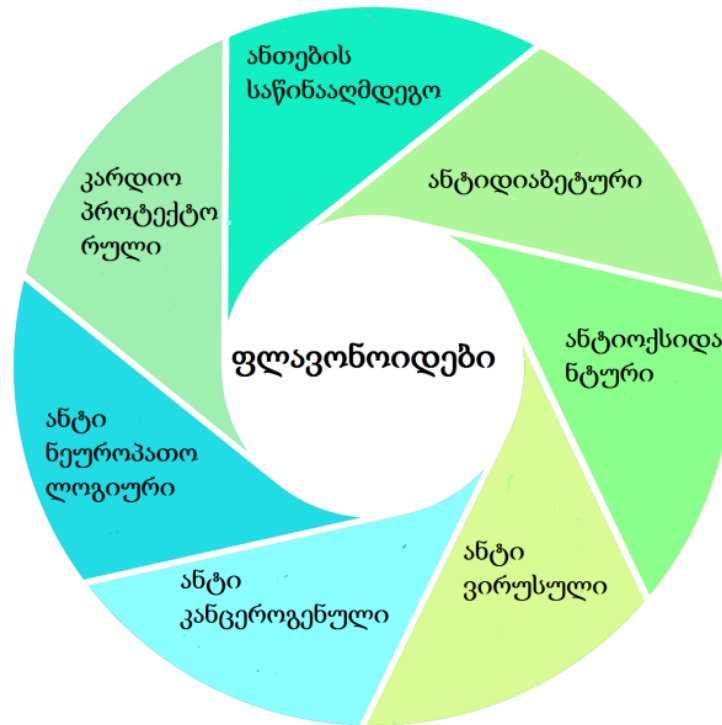 ანთების
საწინააღმდეგო
ანტიდიაბეტური
ანტიოქსიდა
ნტური
ანტი
ვირუსული
ანტი
კანცეროგენული
ანტი
ნეუროპათო
ლოგიური
კარდიო
პროტექტო
რული
ფლავონოიდები